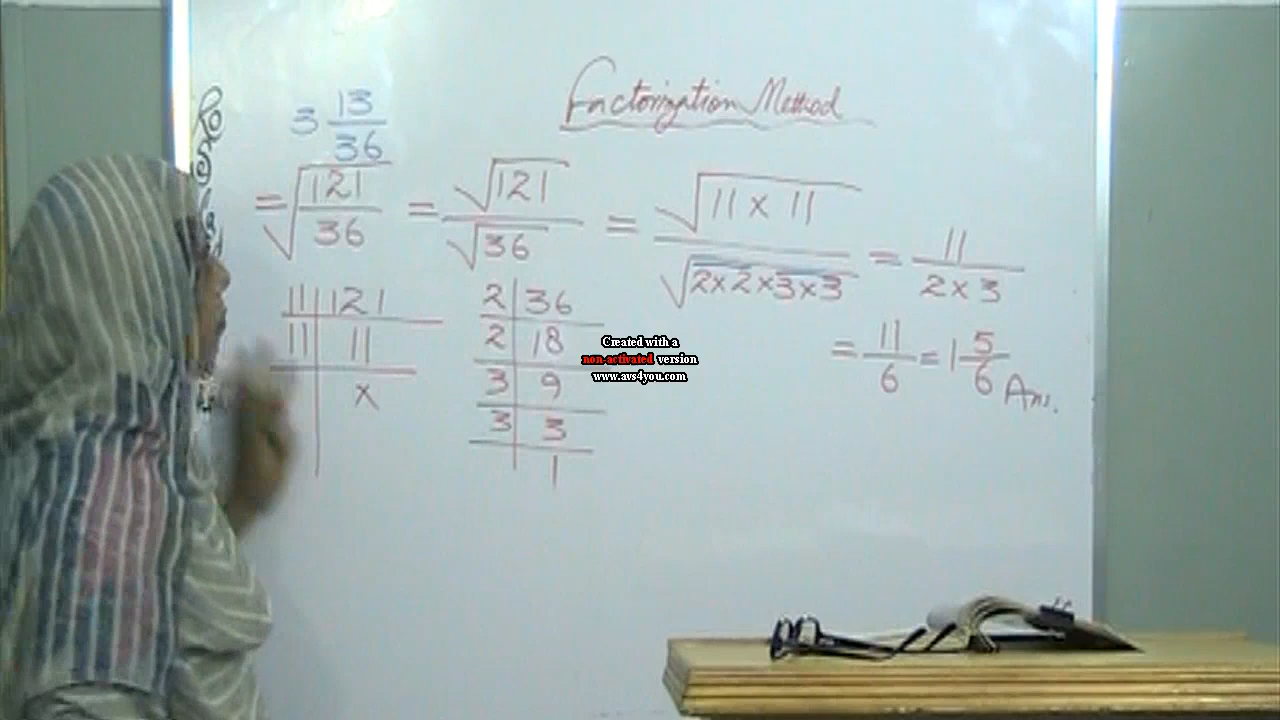 Factorization Method
3 13/36
= √121/36 = √121/√36 = √11 x 11/√2x2x3x3 = 11/2x3
= 11/6 = 1 5/6 Ans.
11 | 121
11 | 11
x
2 | 36
2 | 18
3 | 9
3 | 3
1
Created with a
non-activated version
www.avs4you.com